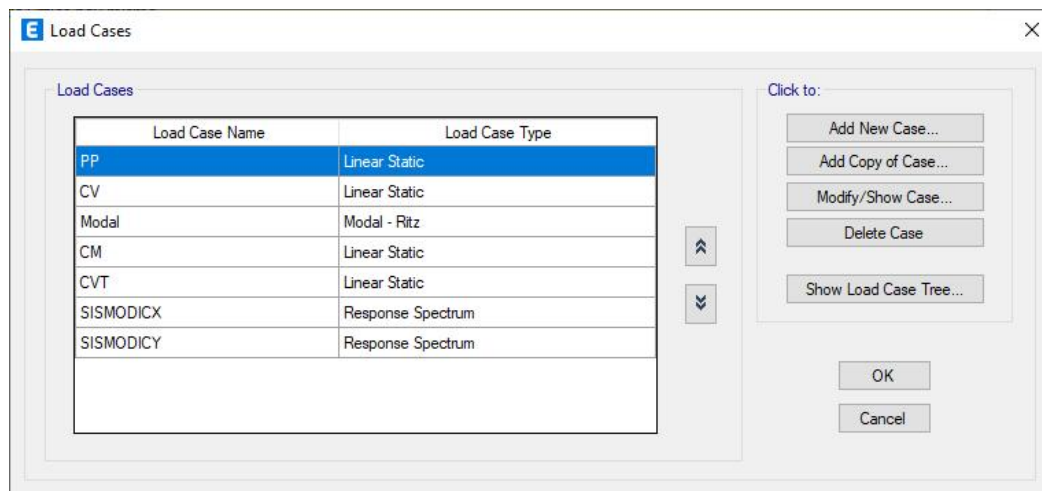 E Load Cases
Load Cases
Load Case Name Load Case Type
PP Linear Static
CV Linear Static
Modal Modal - Ritz
CM Linear Static
CVT Linear Static
SISMODICX Response Spectrum
SISMODICY Response Spectrum
Click to:
Add New Case...
Add Copy of Case...
Modify/Show Case...
Delete Case
Show Load Case Tree...
OK
Cancel